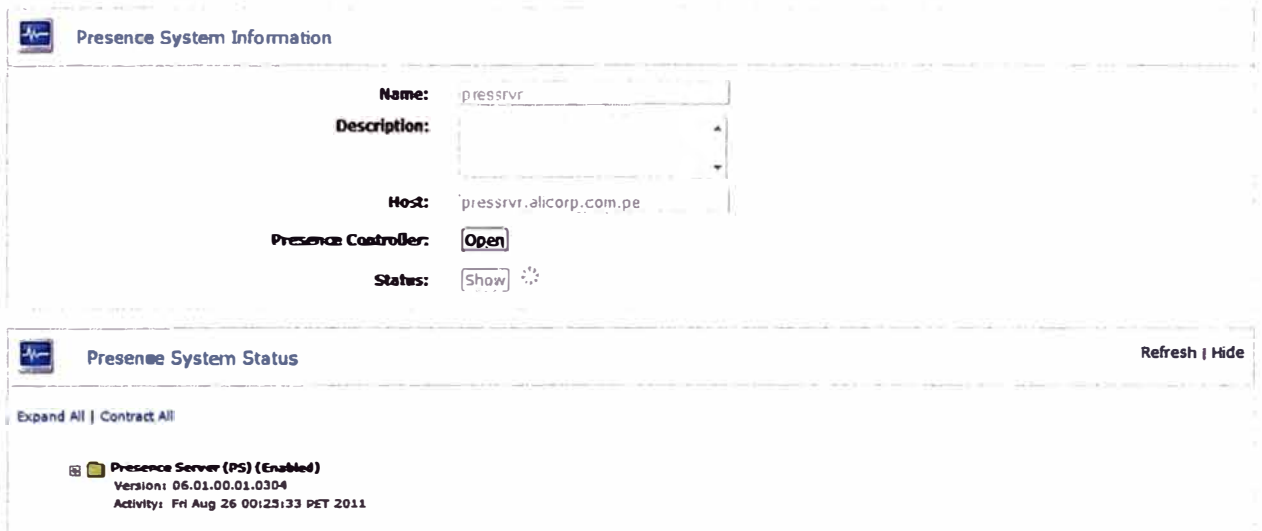 Presence System Information
Name: pressrvr
Description:
Host: pressrvr.alicorp.com.pe
Presence Controller: Open
Status: Show
Presence System Status
Refresh | Hide
Expand All | Contract All
Presence Server (PS) (Enabled)
Version: 06.01.00.01.0304
Activity: Fri Aug 26 00:25:33 PET 2011